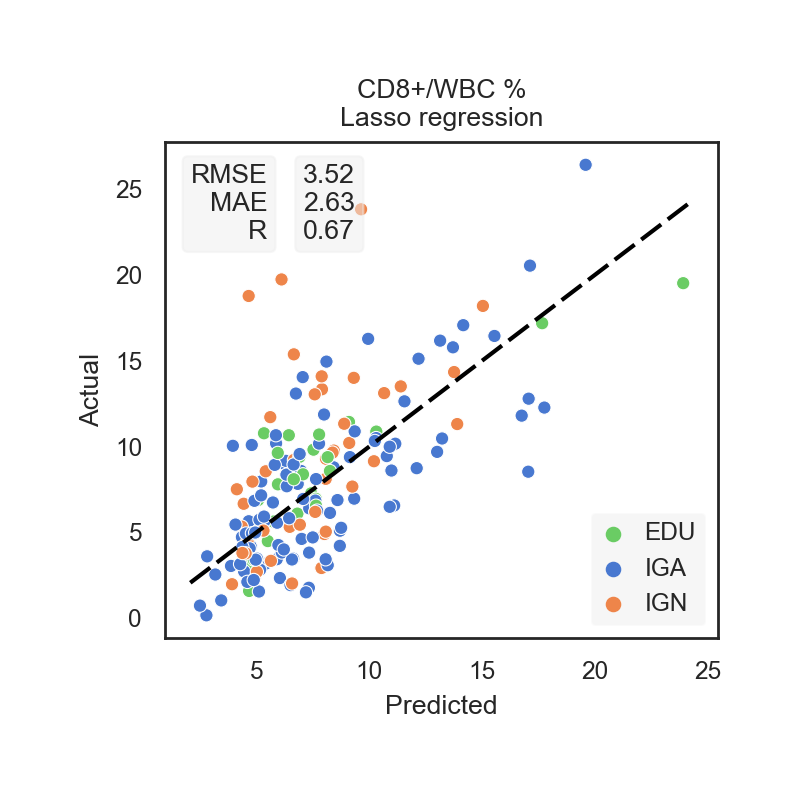 CD8+/WBC %
Lasso regression
RMSE 3.52
MAE 2.63
R 0.67
Actual
25
20
15
10
5
0
EDU
IGA
IGN
5 10 15 20 25
Predicted